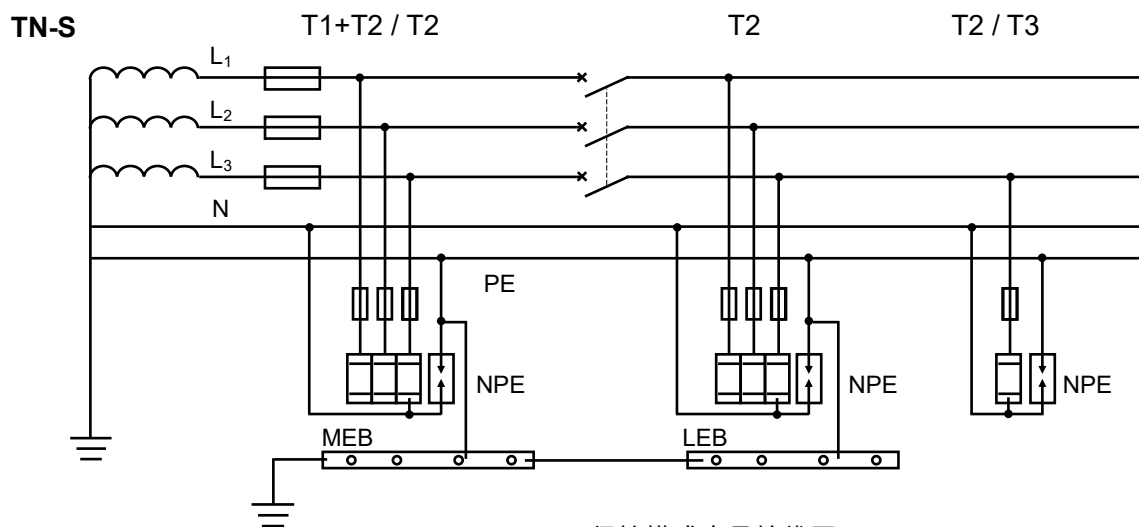 TN-S
T1+T2 / T2
T2
T2 / T3
L1
L2
L3
N
PE
NPE
NPE
NPE
MEB
LEB